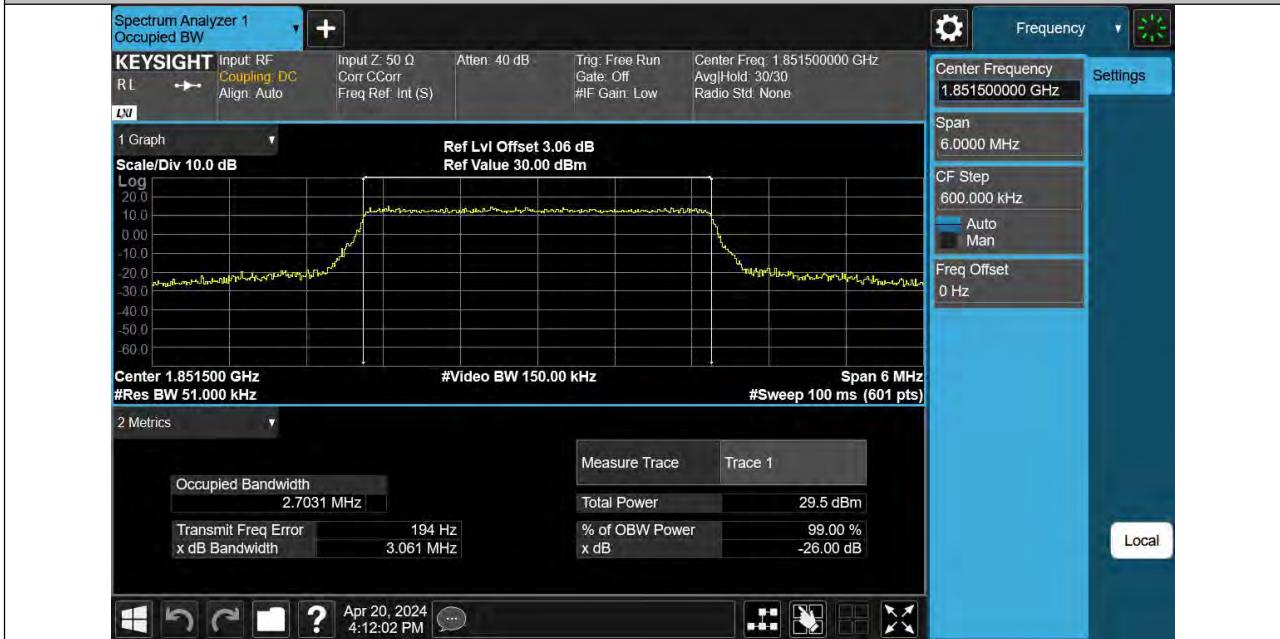 Spectrum Analyzer 1
Occupied BW
+
Frequency
KEYSIGHT
RL
LXI
Input: RF
Coupling: DC
Align: Auto
Input Z: 50 Ω
Corr CCorr
Freq Ref: Int (S)
Atten: 40 dB
Trig: Free Run
Gate: Off
#IF Gain: Low
Center Freq: 1.851500000 GHz
Avg|Hold: 30/30
Radio Std: None
Center Frequency
1.851500000 GHz
Settings
Span
6.0000 MHz
CF Step
600.000 kHz
Auto
Man
Freq Offset
0 Hz
1 Graph
Scale/Div 10.0 dB
Ref Lvl Offset 3.06 dB
Ref Value 30.00 dBm
Log
20.0
10.0
0.00
-10.0
-20.0
-30.0
-40.0
-50.0
-60.0
Center 1.851500 GHz
#Video BW 150.00 kHz
Span 6 MHz
#Res BW 51.000 kHz
#Sweep 100 ms (601 pts)
2 Metrics
Measure Trace Trace 1
Occupied Bandwidth
2.7031 MHz
Total Power 29.5 dBm
Transmit Freq Error 194 Hz
% of OBW Power 99.00 %
x dB Bandwidth 3.061 MHz
x dB -26.00 dB
Local
?
Apr 20, 2024
4:12:02 PM